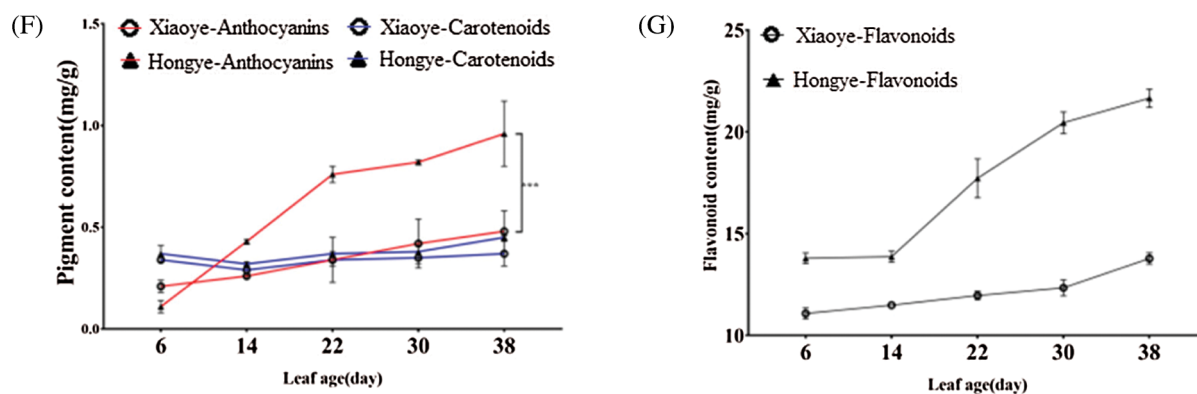 (F)
Xiaoye-Anthocyanins Xiaoye-Carotenoids
Hongye-Anthocyanins Hongye-Carotenoids
Pigment content(mg/g)
1.5
1.0
0.5
0.0
***
6 14 22 30 38
Leaf age(day)
(G)
Xiaoye-Flavonoids
Hongye-Flavonoids
Flavonoid content(mg/g)
25
20
15
10
6 14 22 30 38
Leaf age(day)